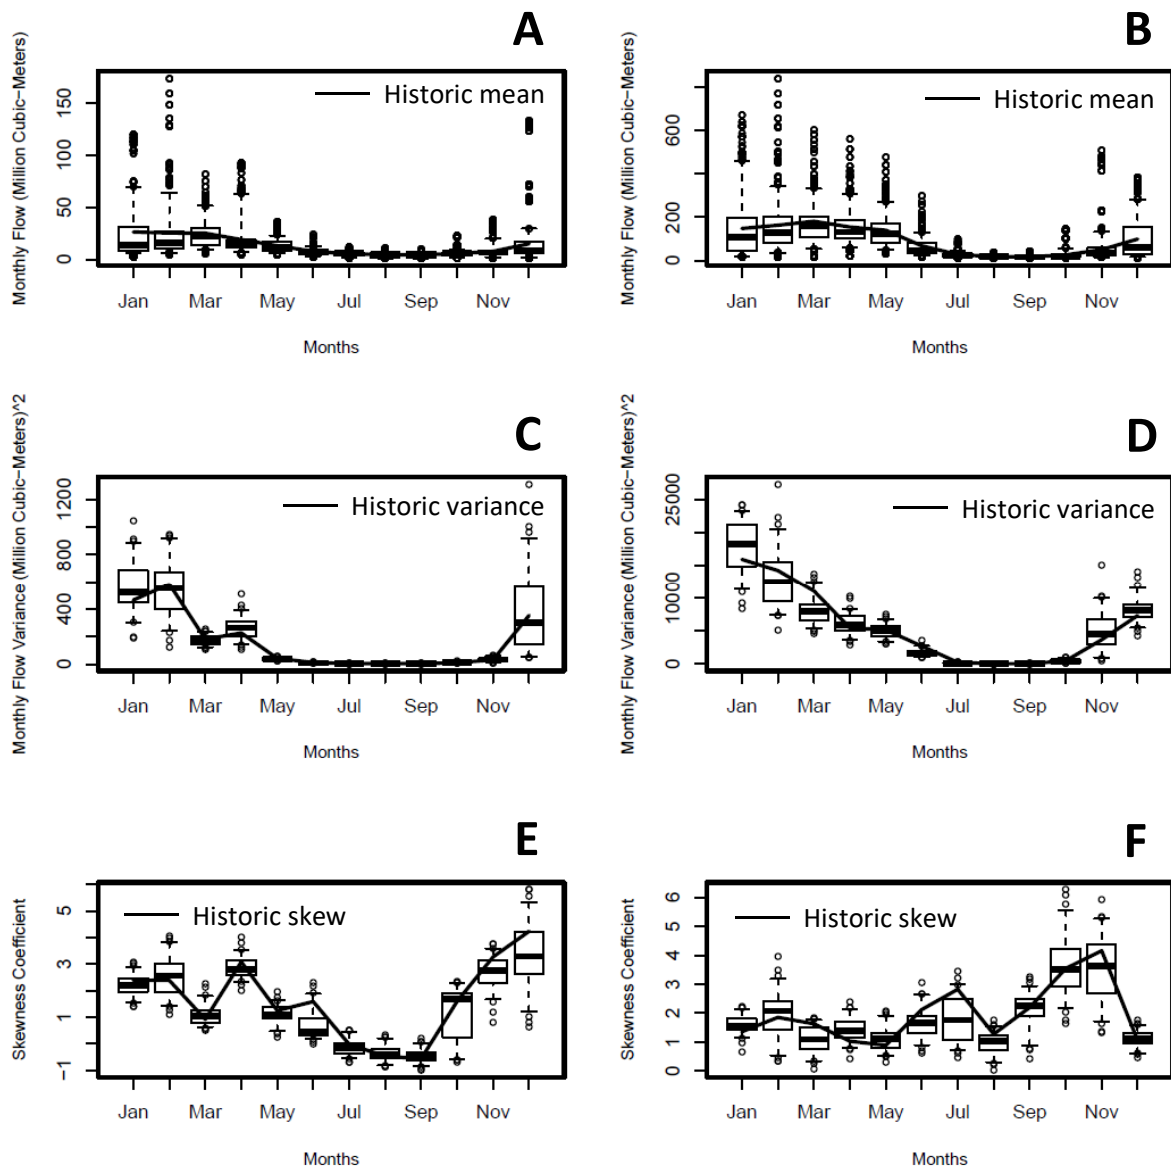 A
Monthly Flow (Million Cubic−Meters)
Historic mean
150
100
50
0
Jan Mar May Jul Sep Nov
Months
B
Monthly Flow (Million Cubic−Meters)
Historic mean
600
200
0
Jan Mar May Jul Sep Nov
Months
C
Monthly Flow Variance (Million Cubic−Meters)^2
Historic variance
1200
800
400
0
Jan Mar May Jul Sep Nov
Months
D
Monthly Flow Variance (Million Cubic−Meters)^2
Historic variance
25000
10000
0
Jan Mar May Jul Sep Nov
Months
E
Skewness Coefficient
Historic skew
5
3
1
−1
Jan Mar May Jul Sep Nov
Months
F
Skewness Coefficient
Historic skew
6
5
4
3
2
1
0
Jan Mar May Jul Sep Nov
Months